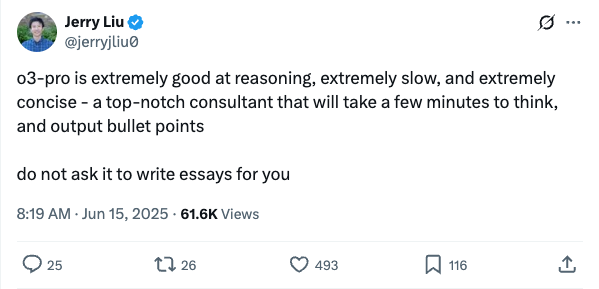 Jerry Liu
@jerryjliu0
o3-pro is extremely good at reasoning, extremely slow, and extremely
concise - a top-notch consultant that will take a few minutes to think,
and output bullet points
do not ask it to write essays for you
8:19 AM · Jun 15, 2025 · 61.6K Views
25 26 493 116